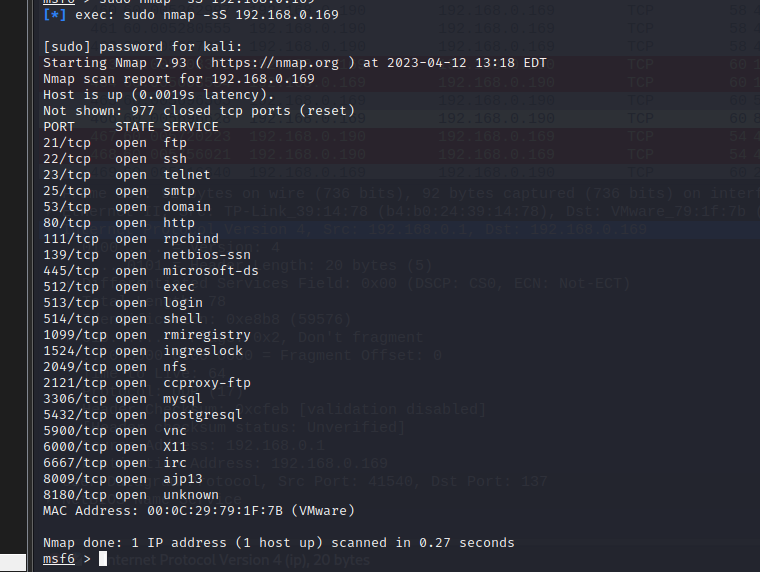 msf6 > sudo nmap -sS 192.168.0.169
[*] exec: sudo nmap -sS 192.168.0.169
[sudo] password for kali:
Starting Nmap 7.93 ( https://nmap.org ) at 2023-04-12 13:18 EDT
Nmap scan report for 192.168.0.169
Host is up (0.0019s latency).
Not shown: 977 closed tcp ports (reset)
PORT     STATE SERVICE
21/tcp   open  ftp
22/tcp   open  ssh
23/tcp   open  telnet
25/tcp   open  smtp
53/tcp   open  domain
80/tcp   open  http
111/tcp  open  rpcbind
139/tcp  open  netbios-ssn
445/tcp  open  microsoft-ds
512/tcp  open  exec
513/tcp  open  login
514/tcp  open  shell
1099/tcp open  rmiregistry
1524/tcp open  ingreslock
2049/tcp open  nfs
2121/tcp open  ccproxy-ftp
3306/tcp open  mysql
5432/tcp open  postgresql
5900/tcp open  vnc
6000/tcp open  X11
6667/tcp open  irc
8009/tcp open  ajp13
8180/tcp open  unknown
MAC Address: 00:0C:29:79:1F:7B (VMware)
Nmap done: 1 IP address (1 host up) scanned in 0.27 seconds
msf6 >